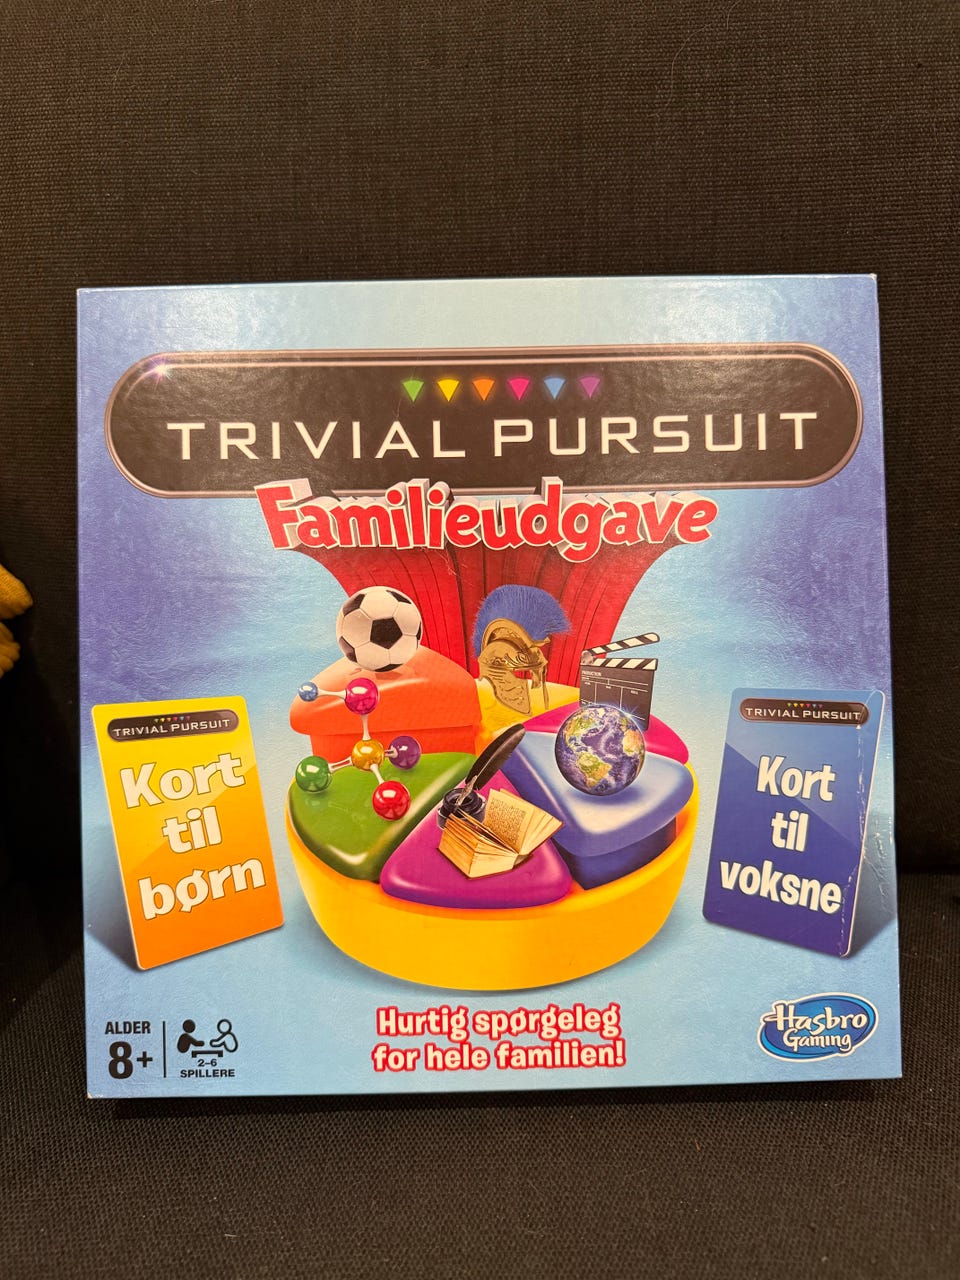 TRIVIAL PURSUIT
Familieudgave
TRIVIAL PURSUIT
Kort
til
børn
TRIVIAL PURSUIT
Kort
til
voksne
Hurtig spørgeleg
for hele familien!
ALDER
8+
2-6
SPILLERE
Hasbro
Gaming